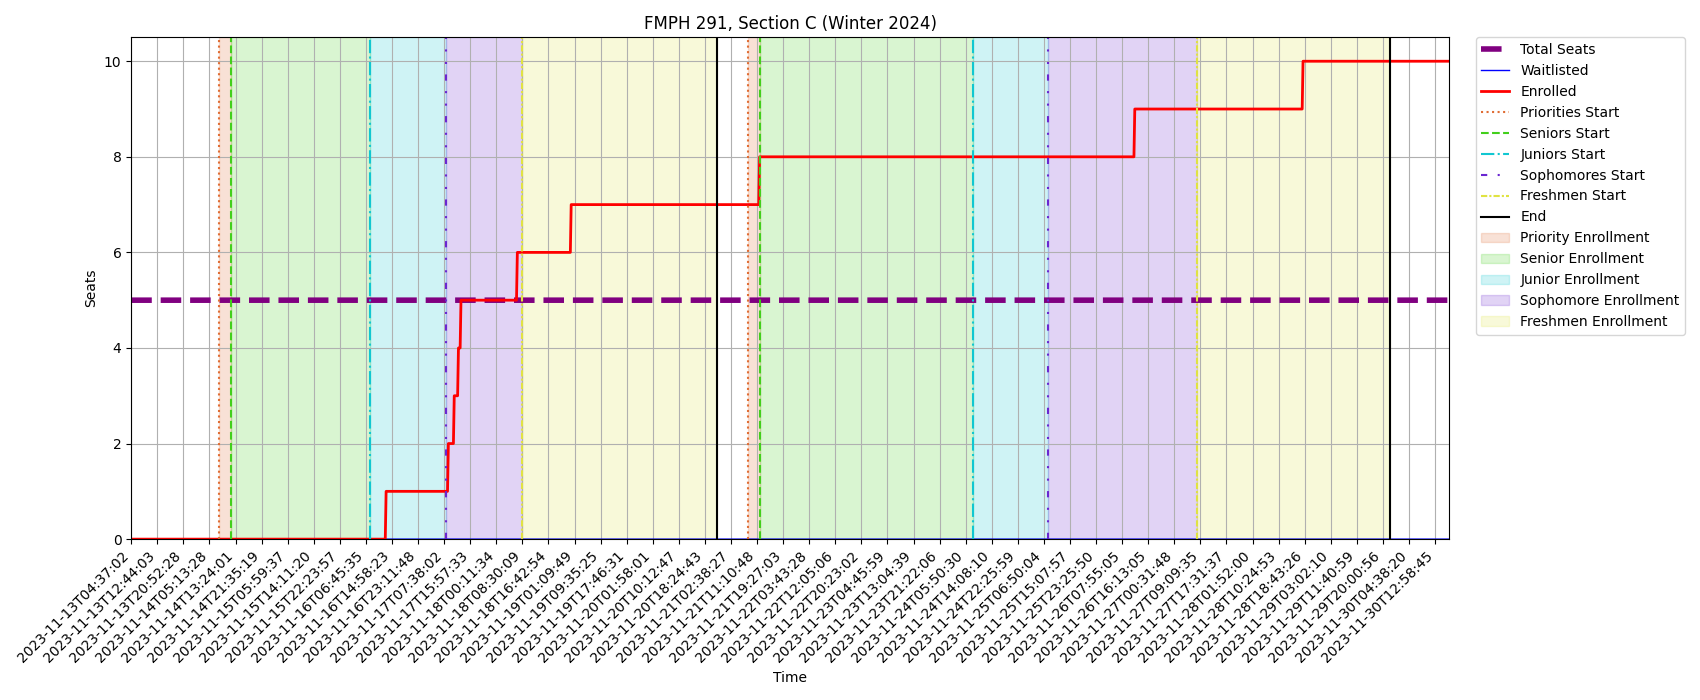 FMPH 291, Section C (Winter 2024)
Seats
10
8
6
4
2
0
2023-11-13T04:37:02
2023-11-13T12:44:03
2023-11-13T20:52:28
2023-11-14T05:13:28
2023-11-14T13:24:01
2023-11-14T21:35:19
2023-11-15T05:59:37
2023-11-15T14:11:20
2023-11-15T22:23:57
2023-11-16T06:45:35
2023-11-16T14:58:23
2023-11-16T23:11:48
2023-11-17T07:38:02
2023-11-17T15:57:33
2023-11-18T00:11:34
2023-11-18T08:30:09
2023-11-18T16:42:54
2023-11-19T01:09:49
2023-11-19T09:35:25
2023-11-19T17:46:31
2023-11-20T01:58:01
2023-11-20T10:12:47
2023-11-20T18:24:43
2023-11-21T02:38:27
2023-11-21T11:10:48
2023-11-21T19:27:03
2023-11-22T03:43:28
2023-11-22T12:05:06
2023-11-22T20:23:02
2023-11-23T04:45:59
2023-11-23T13:04:39
2023-11-23T21:22:06
2023-11-24T05:50:30
2023-11-24T14:08:10
2023-11-24T22:25:59
2023-11-25T06:50:04
2023-11-25T15:07:57
2023-11-25T23:25:50
2023-11-26T07:55:05
2023-11-26T16:13:05
2023-11-27T00:31:48
2023-11-27T09:09:35
2023-11-27T17:31:37
2023-11-28T01:52:00
2023-11-28T10:24:53
2023-11-28T18:43:26
2023-11-29T03:02:10
2023-11-29T11:40:59
2023-11-29T20:00:56
2023-11-30T04:38:20
2023-11-30T12:58:45
Time
Total Seats
Waitlisted
Enrolled
Priorities Start
Seniors Start
Juniors Start
Sophomores Start
Freshmen Start
End
Priority Enrollment
Senior Enrollment
Junior Enrollment
Sophomore Enrollment
Freshmen Enrollment